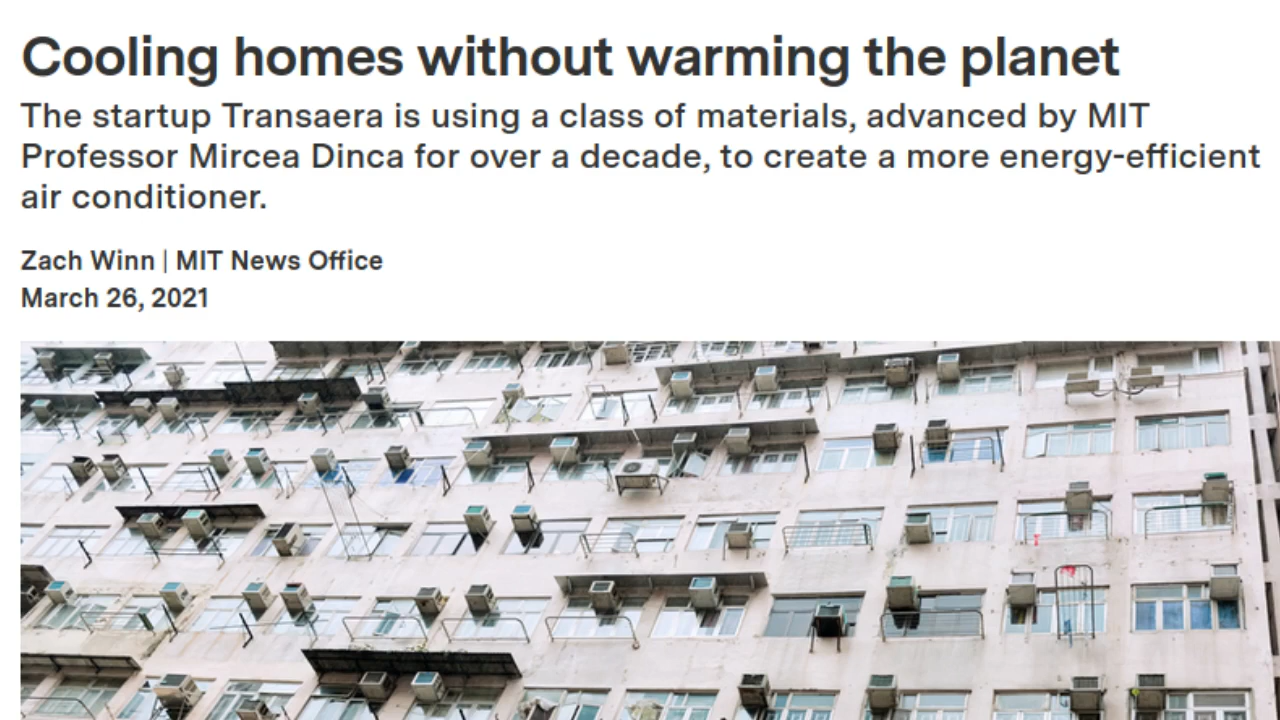 Cooling homes without warming the planet
The startup Transaera is using a class of materials, advanced by MIT
Professor Mircea Dinca for over a decade, to create a more energy-efficient
air conditioner.
Zach Winn | MIT News Office
March 26, 2021